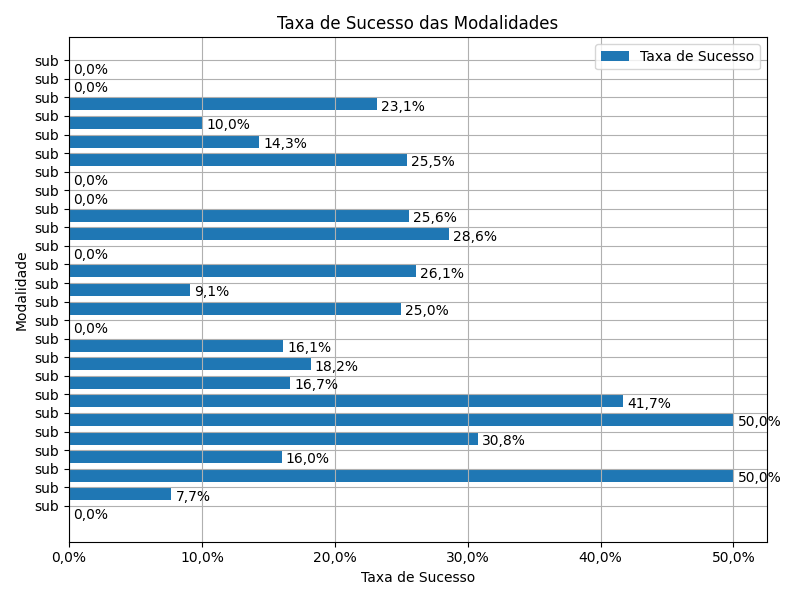 Taxa de Sucesso das Modalidades
Taxa de Sucesso
Modalidade
sub
0,0%
sub
0,0%
sub
23,1%
sub
10,0%
sub
14,3%
sub
25,5%
sub
0,0%
sub
0,0%
sub
25,6%
sub
28,6%
sub
0,0%
sub
26,1%
sub
9,1%
sub
25,0%
sub
0,0%
sub
16,1%
sub
18,2%
sub
16,7%
sub
41,7%
sub
50,0%
sub
30,8%
sub
16,0%
sub
50,0%
sub
7,7%
sub
0,0%
0,0% 10,0% 20,0% 30,0% 40,0% 50,0%
Taxa de Sucesso